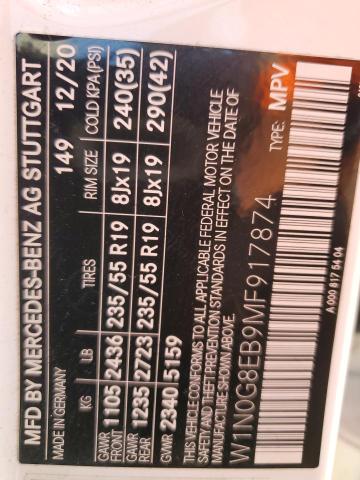 MFD BY MERCEDES-BENZ AG STUTTGART
MADE IN GERMANY 149 12/20
KG LB TIRES RIM SIZE COLD KPA(PSI)
GAWR FRONT 1105 2436 235/55 R19 8Jx19 240(35)
GAWR REAR 1235 2723 235/55 R19 8Jx19 290(42)
GVWR 2340 5159
THIS VEHICLE CONFORMS TO ALL APPLICABLE FEDERAL MOTOR VEHICLE
SAFETY AND THEFT PREVENTION STANDARDS IN EFFECT ON THE DATE OF
MANUFACTURE SHOWN ABOVE.
W1N0G8EB9MF917874 TYPE: MPV
A 000 817 54 04